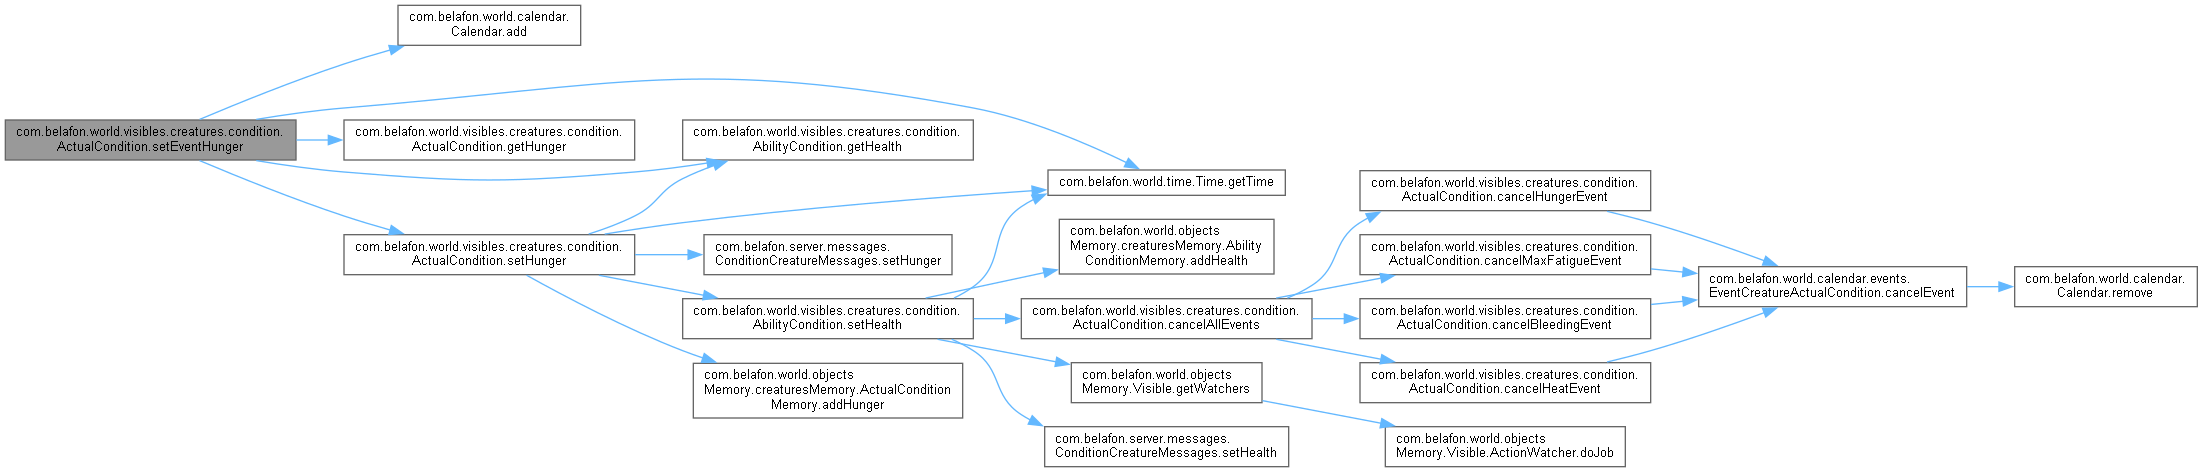 com.belafon.world.calendar.
Calendar.add
com.belafon.world.visibles.creatures.condition.
ActualCondition.setEventHunger
com.belafon.world.visibles.creatures.condition.
ActualCondition.getHunger
com.belafon.world.visibles.creatures.condition.
AbilityCondition.getHealth
com.belafon.world.time.Time.getTime
com.belafon.world.visibles.creatures.condition.
ActualCondition.setHunger
com.belafon.server.messages.
ConditionCreatureMessages.setHunger
com.belafon.world.objects
Memory.creaturesMemory.Ability
ConditionMemory.addHealth
com.belafon.world.visibles.creatures.condition.
AbilityCondition.setHealth
com.belafon.world.visibles.creatures.condition.
ActualCondition.cancelAllEvents
com.belafon.world.visibles.creatures.condition.
ActualCondition.cancelHungerEvent
com.belafon.world.visibles.creatures.condition.
ActualCondition.cancelMaxFatigueEvent
com.belafon.world.visibles.creatures.condition.
ActualCondition.cancelBleedingEvent
com.belafon.world.visibles.creatures.condition.
ActualCondition.cancelHeatEvent
com.belafon.world.calendar.events.
EventCreatureActualCondition.cancelEvent
com.belafon.world.calendar.
Calendar.remove
com.belafon.world.objects
Memory.creaturesMemory.ActualCondition
Memory.addHunger
com.belafon.world.objects
Memory.Visible.getWatchers
com.belafon.server.messages.
ConditionCreatureMessages.setHealth
com.belafon.world.objects
Memory.Visible.ActionWatcher.doJob